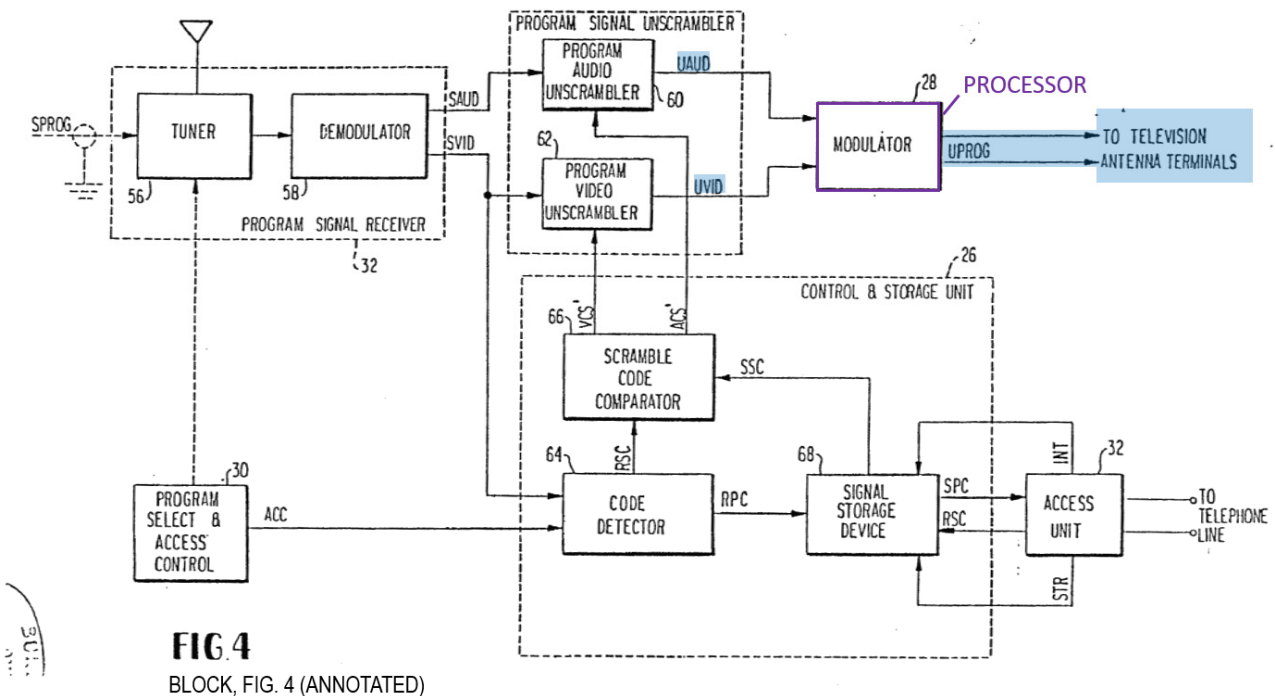 PROGRAM SIGNAL UNSCRAMBLER
PROGRAM
AUDIO
UNSCRAMBLER
60
UAUD
28
PROCESSOR
SPROG
TUNER
56
DEMODULATOR
58
SAUD
SVID
PROGRAM SIGNAL RECEIVER
32
62
PROGRAM
VIDEO
UNSCRAMBLER
UVID
MODULATOR
UPROG
TO TELEVISION
ANTENNA TERMINALS
26
CONTROL & STORAGE UNIT
VCS'
ACS'
66
SCRAMBLE
CODE
COMPARATOR
SSC
RSC
30
PROGRAM
SELECT &
ACCESS
CONTROL
ACC
64
CODE
DETECTOR
RPC
68
SIGNAL
STORAGE
DEVICE
SPC
RSC
INT
STR
32
ACCESS
UNIT
TO
TELEPHONE
LINE
FIG.4
BLOCK, FIG. 4 (ANNOTATED)